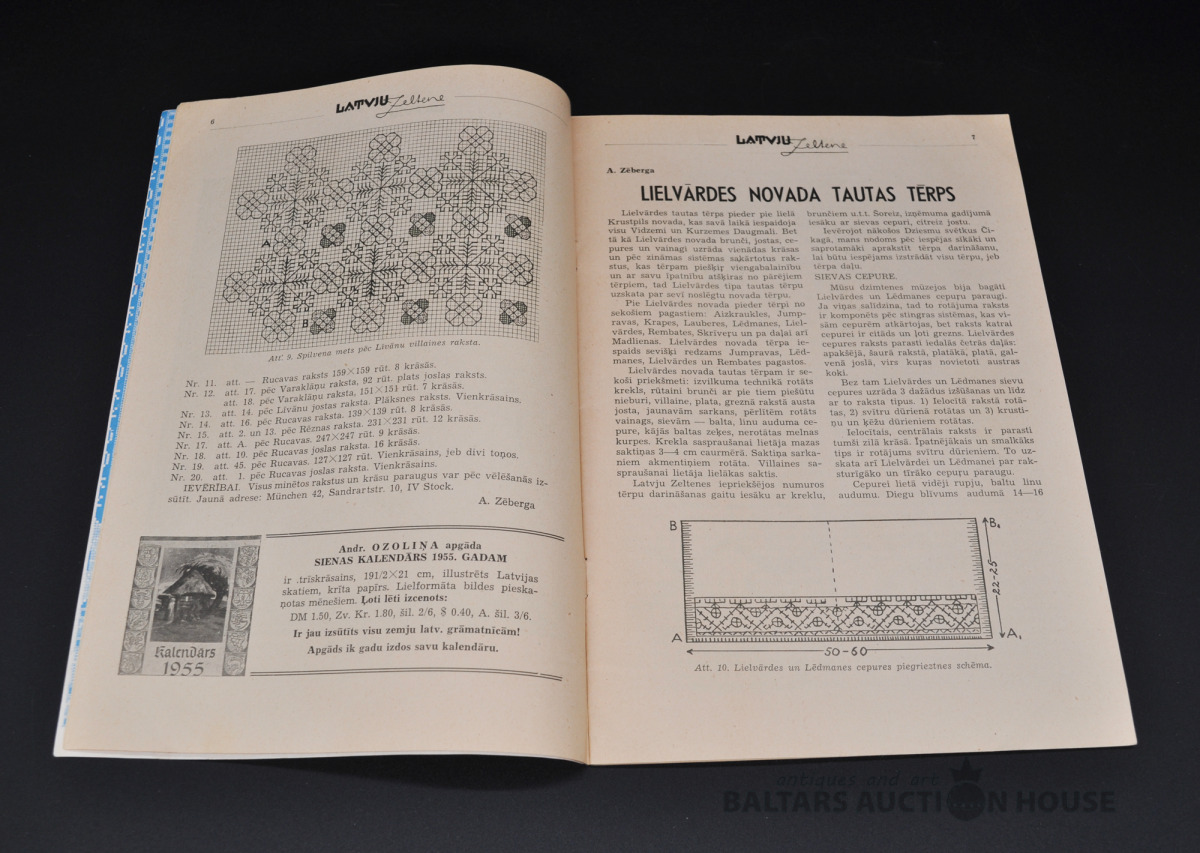 6
LATVJU Zeltene
A
B
Att. 9. Spilvena mets pēc Līvānu villaines raksta.
Nr. 11. att. — Rucavas raksts 159×159 rūt. 8 krāsās.
Nr. 12. att. 17. pēc Varakļāņu raksta, 92 rūt. plats joslas raksts.
att. 18. pēc Varakļāņu raksta, 151×151 rūt. 7 krāsās.
Nr. 13. att. 14. pēc Līvānu jostas raksta. Plāksnes raksts. Vienkrāsains.
Nr. 14. att. 16. pēc Rucavas raksta. 139×139 rūt. 8 krāsās.
Nr. 15. att. 2. un 13. pēc Rēznas raksta. 231×231 rūt. 12 krāsās.
Nr. 17. att. A. pēc Rucavas. 247×247 rūt. 9 krāsās.
Nr. 18. att. 10. pēc Rucavas joslas raksta. 16 krāsās.
Nr. 19. att. 45. pēc Rucavas. 127×127 rūt. Vienkrāsains, jeb divi toņos.
Nr. 20. att. 1. pēc Rucavas joslas raksta. Vienkrāsains.
IEVĒRĪBAI. Visus minētos rakstus un krāsu paraugus var pēc vēlēšanās iz-
sūtīt. Jaunā adrese: München 42, Sandrartstr. 10, IV Stock.
A. Zēberga
Kalendārs
1955
Andr. OZOLIŅA apgāda
SIENAS KALENDĀRS 1955. GADAM
ir trīskrāsains, 191/2×21 cm, illustrēts Latvijas
skatiem, krīta papīrs. Lielformāta bildes pieska-
ņotas mēnešiem. Ļoti lēti izcenots:
DM 1.50, Zv. Kr. 1.80, šil. 2/6, $ 0.40, A. šil. 3/6.
Ir jau izsūtīts visu zemju latv. grāmatnīcām!
Apgāds ik gadu izdos savu kalendāru.
LATVJU Zeltene
7
A. Zēberga
LIELVĀRDES NOVADA TAUTAS TĒRPS
Lielvārdes tautas tērps pieder pie lielā
Krustpils novada, kas savā laikā iespaidoja
visu Vidzemi un Kurzemes Daugmali. Bet
tā kā Lielvārdes novada brunči, jostas, ce-
pures un vainagi uzrāda vienādas krāsas
un pēc zināmas sistēmas sakārtotus rak-
stus, kas tērpam piešķir viengabalainību
un ar savu īpatnību atšķiras no pārējiem
tērpiem, tad Lielvārdes tipa tautas tērpu
uzskata par sevī noslēgtu novada tērpu.
Pie Lielvārdes novada tērpa pieder pa no
sekošiem pagastiem: Aizkraukles, Jump-
ravas, Krapes, Lauberes, Lēdmanes, Liel-
vārdes, Rembates, Skrīveru un pa daļai arī
Madlienas. Lielvārdes novada tērpa ie-
spaids sevišķi redzams Jumpravas, Lēd-
manes, Lielvārdes un Rembates pagastos.
Lielvārdes novada tautas tērpam ir se-
koši priekšmeti: izvilkuma technikā rotāts
krekls, rūtaini brunči ar pie tiem piešūtu
ņieburi, villaine, plata, greznā rakstā austa
josta, jaunavām sarkans, pērlītēm rotāts
vainags, sievām — balta, linu auduma ce-
pure, kājās baltas zeķes, nerotātas melnas
kurpes. Krekla saspraušanai lietāja mazas
saktiņas 3—4 cm caurmērā. Saktiņa sarka-
niem akmentiņiem rotāta. Villaines sa-
spraušanai lietāja lielākas saktis.
Latvju Zeltenes iepriekšējos numuros
tērpu darināšanas gaitu iesāku ar kreklu,
brunčiem u.t.t. Šoreiz, izņēmuma gadījumā
iesāku ar sievas cepuri, citreiz jostu.
Ievērojot nākošos Dziesmu svētkus Či-
kagā, mans nodoms pēc iespējas sīkāki un
saprotamāki aprakstīt tērpa darināšanu,
lai būtu iespējams izstrādāt visu tērpu, jeb
tērpa daļu.
SIEVAS CEPURE.
Mūsu dzimtenes mūzejos bija bagāti
Lielvārdes un Lēdmanes cepuru paraugi.
Ja viņas salīdzina, tad to rotājuma raksts
ir komponēts pēc stingras sistēmas, kas vi-
sām cepurēm atkārtojas, bet raksts katrai
cepurei ir citāds un ļoti grezns. Lielvārdes
cepures raksts parasti iedalās četrās daļās:
apakšējā, šaurā rakstā, platākā, platā, gal-
venā joslā, virs kuras novietoti austras
koki.
Bez tam Lielvārdes un Lēdmanes sievu
cepures uzrāda 3 dažādus izšūšanas un līdz
ar to raksta tipus. 1) Ielocītā rakstā rotā-
tas, 2) svītru dūrienā rotātas un 3) krusti-
ņu un ķēžu dūrieniem rotātas.
Ielocītais, centrālais raksts ir parasti
tumši zilā krāsā. Īpatnējākais un smalkāks
tips ir rotājums svītru dūrieniem. To uz-
skata arī Lielvārdei un Lēdmanei par rak-
sturīgāko un tīrāko cepuru paraugu.
Cepurei lietā vidēji rupju, baltu linu
audumu. Diegu blīvums audumā 14—16
B
B₁
A
A₁
22-25
50-60
Att. 10. Lielvārdes un Lēdmanes cepures piegrieztnes schēma.
antiques and art
BALTARS AUCTION HOUSE